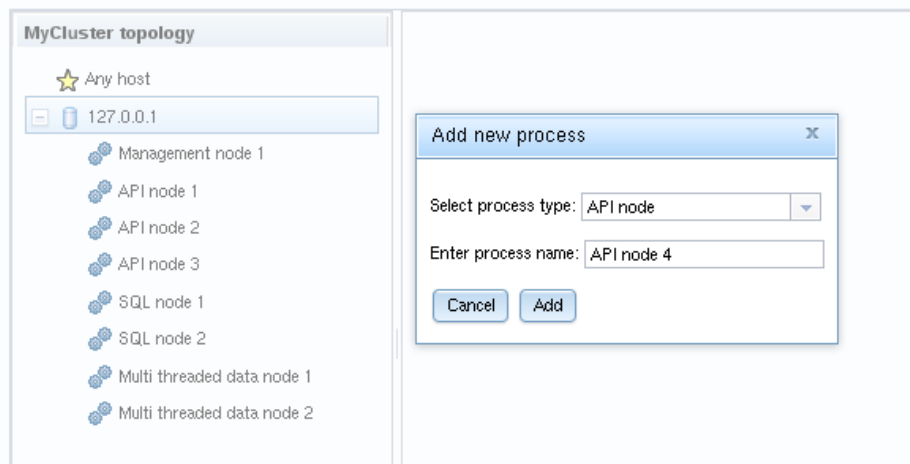 MyCluster topology
Any host
127.0.0.1
Management node 1
API node 1
API node 2
API node 3
SQL node 1
SQL node 2
Multi threaded data node 1
Multi threaded data node 2
Add new process
x
Select process type: API node
Enter process name: API node 4
Cancel Add